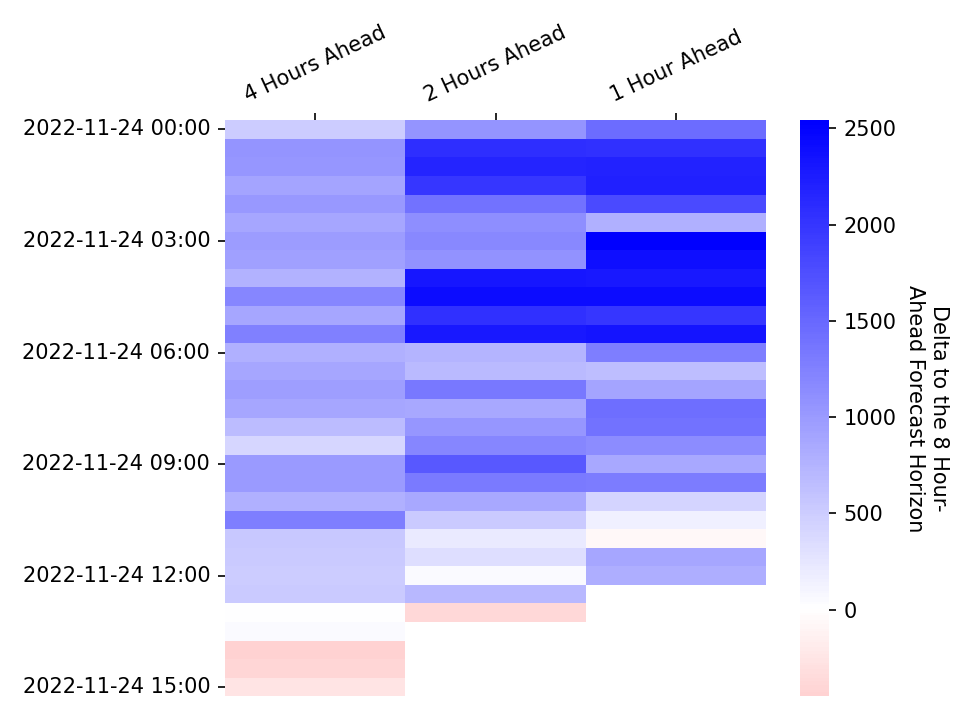 4 Hours Ahead
2 Hours Ahead
1 Hour Ahead
2022-11-24 00:00
2022-11-24 03:00
2022-11-24 06:00
2022-11-24 09:00
2022-11-24 12:00
2022-11-24 15:00
2500
2000
1500
1000
500
0
Delta to the 8 Hour-
Ahead Forecast Horizon